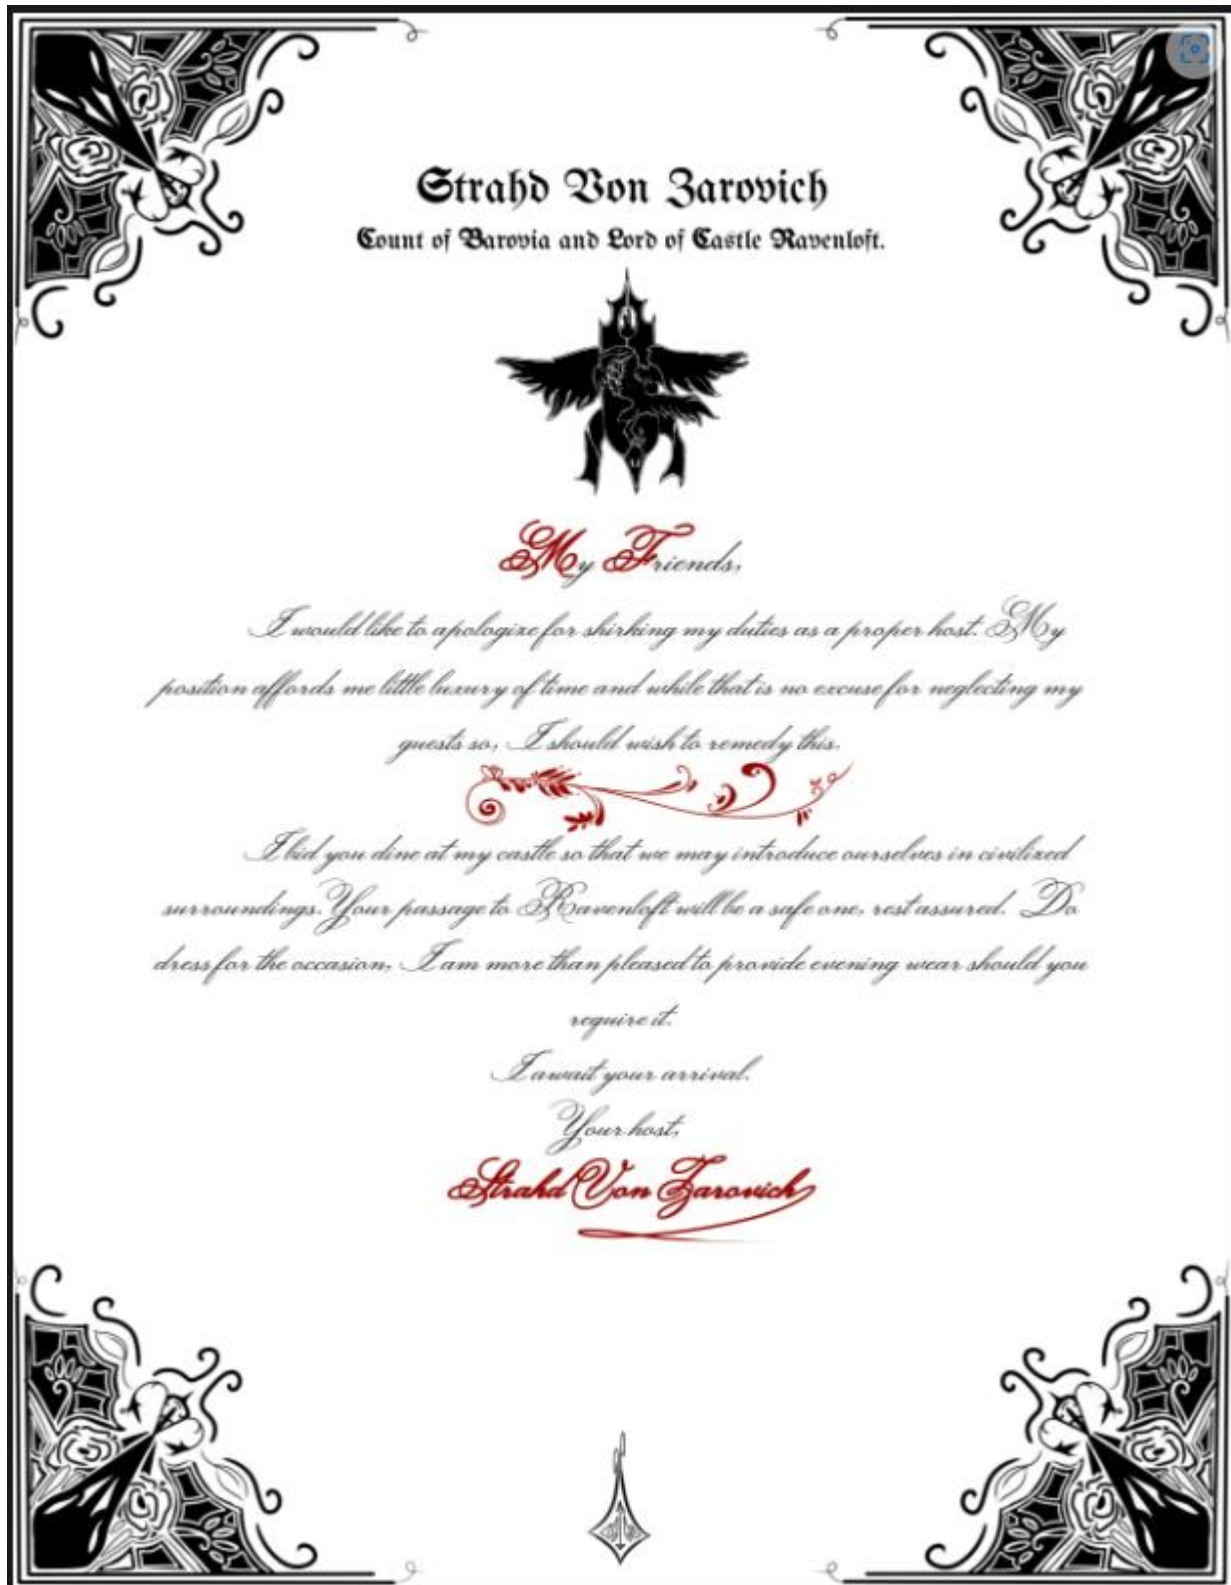 Strahd Von Zarovich
Count of Barovia and Lord of Castle Ravenloft.
My Friends,
I would like to apologize for shirking my duties as a proper host. My
position affords me little luxury of time and while that is no excuse for neglecting my
guests so, I should wish to remedy this.
I bid you dine at my castle so that we may introduce ourselves in civilized
surroundings. Your passage to Ravenloft will be a safe one, rest assured. Do
dress for the occasion, I am more than pleased to provide evening wear should you
require it.
I await your arrival.
Your host,
Strahd Von Zarovich